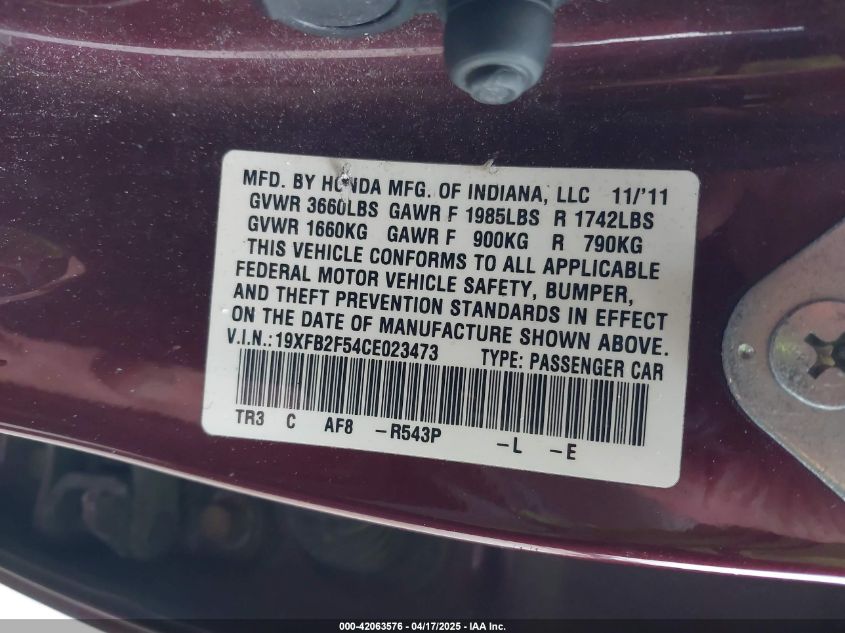 MFD. BY HONDA MFG. OF INDIANA, LLC 11/'11
GVWR 3660LBS GAWR F 1985LBS R 1742LBS
GVWR 1660KG GAWR F 900KG R 790KG
THIS VEHICLE CONFORMS TO ALL APPLICABLE
FEDERAL MOTOR VEHICLE SAFETY, BUMPER,
AND THEFT PREVENTION STANDARDS IN EFFECT
ON THE DATE OF MANUFACTURE SHOWN ABOVE.
V.I.N.: 19XFB2F54CE023473 TYPE: PASSENGER CAR
TR3 C AF8 -R543P -L -E
000-42063576 - 04/17/2025 - IAA Inc.